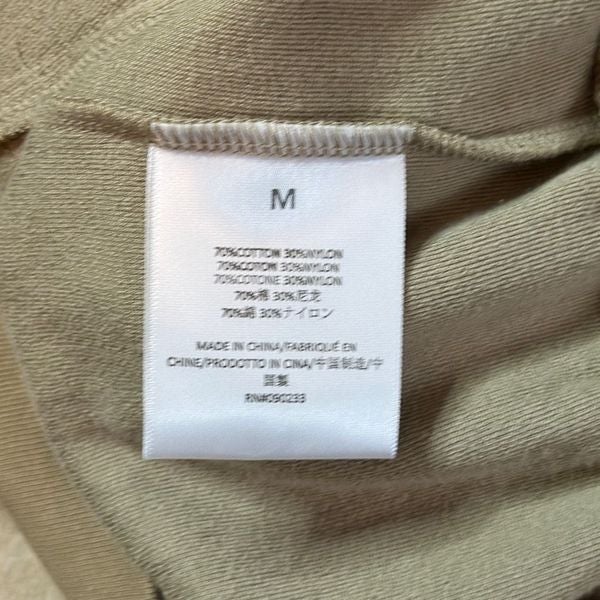 M
70%COTTON 30%NYLON
70%COTON 30%NYLON
70%COTONE 30%NYLON
70%棉 30%尼龙
70%綿 30%ナイロン
MADE IN CHINA/FABRIQUÉ EN
CHINE/PRODOTTO IN CINA/中国制造/中
国製
RN#090233